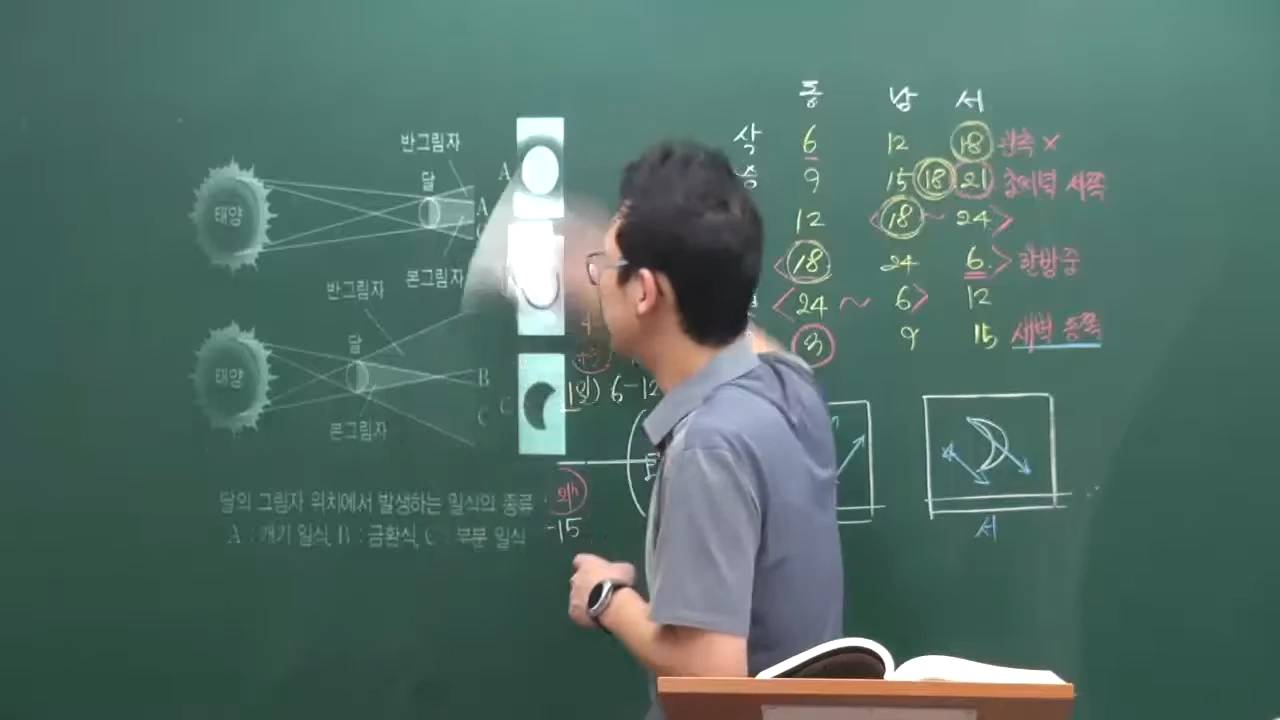 반그림자
달
태양
A
A
본그림자
반그림자
달
태양
B
C
본그림자
C
달의 그림자 위치에서 발생하는 일식의 종류
A : 개기 일식, B : 금환식, C : 부분 일식
동 남 서
삭 6 12 18 관측 ×
9 15 18 21 초저녁 서쪽
12 <18 ~ 24>
<18 24 6> 한밤중
<24 ~ 6> 12
3 9 15 새벽 동쪽
6-12
-15
서